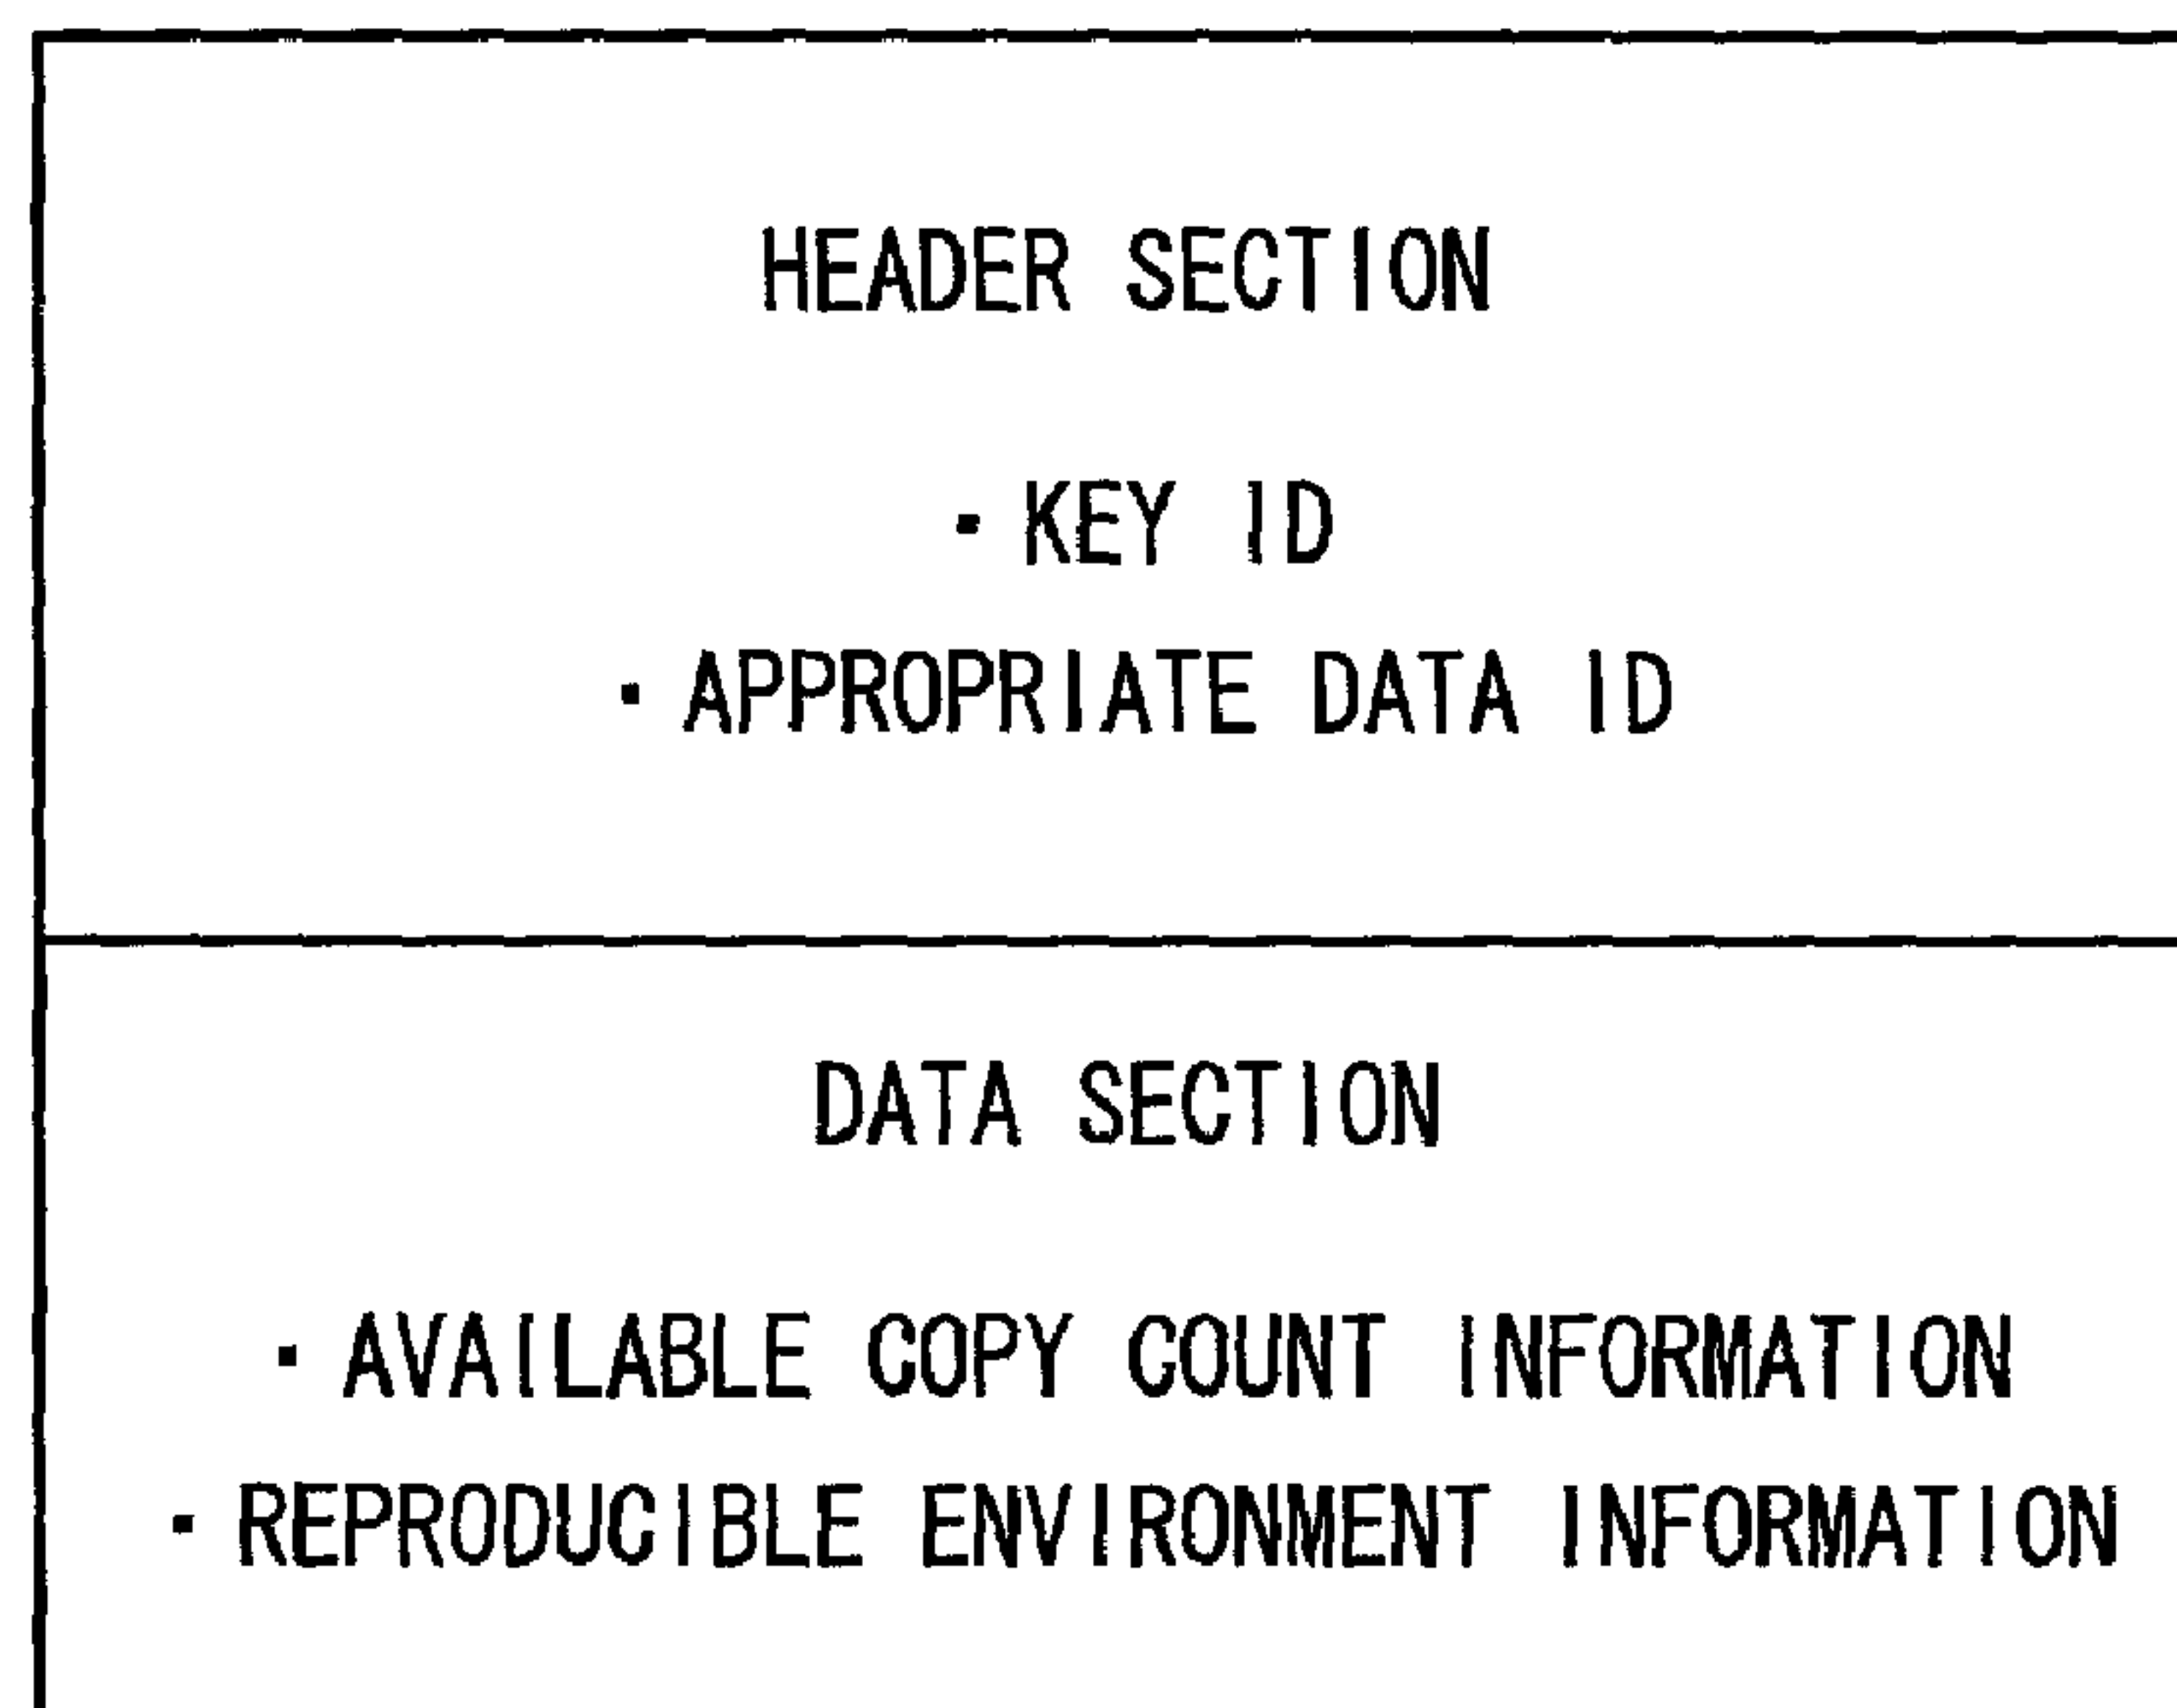 HEADER SECTION
・KEY ID
・APPROPRIATE DATA ID
DATA SECTION
・AVAILABLE COPY COUNT INFORMATION
・REPRODUCIBLE ENVIRONMENT INFORMATION